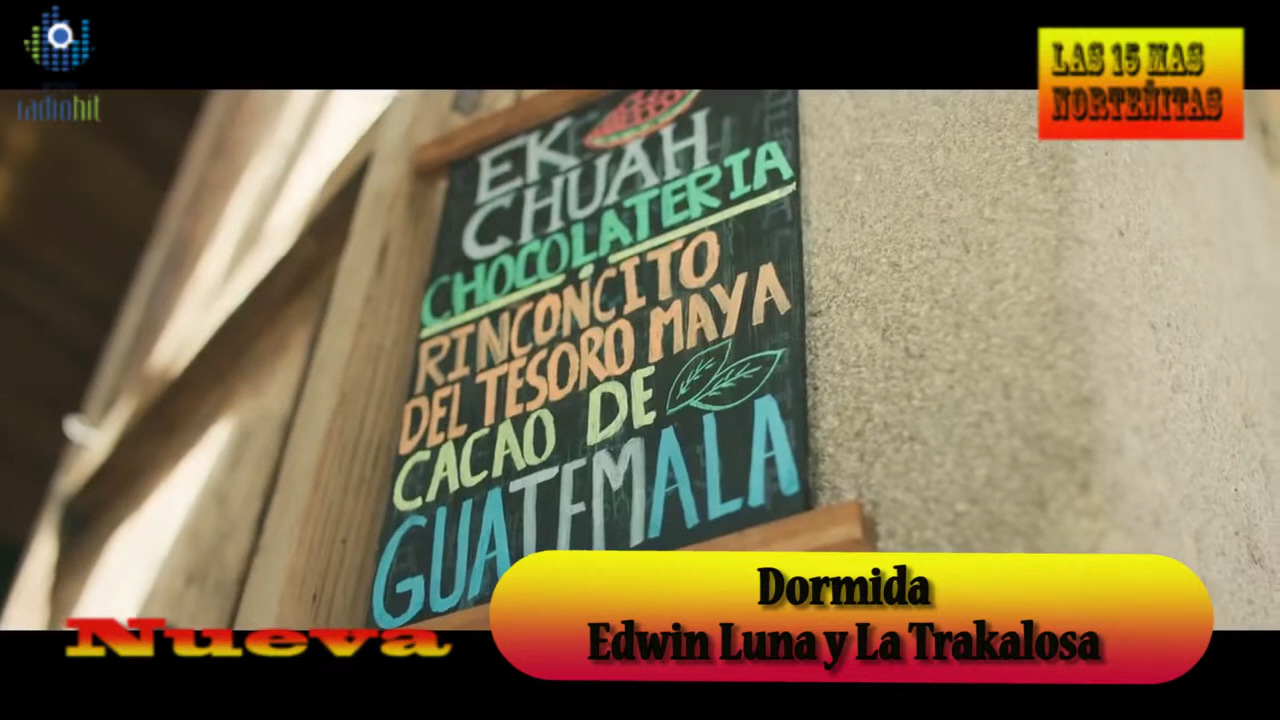 radiohit
LAS 15 MAS
NORTEÑITAS
EK
CHUAH
CHOCOLATERIA
RINCONCITO
DEL TESORO MAYA
CACAO DE
GUATEMALA
Nueva
Dormida
Edwin Luna y La Trakalosa